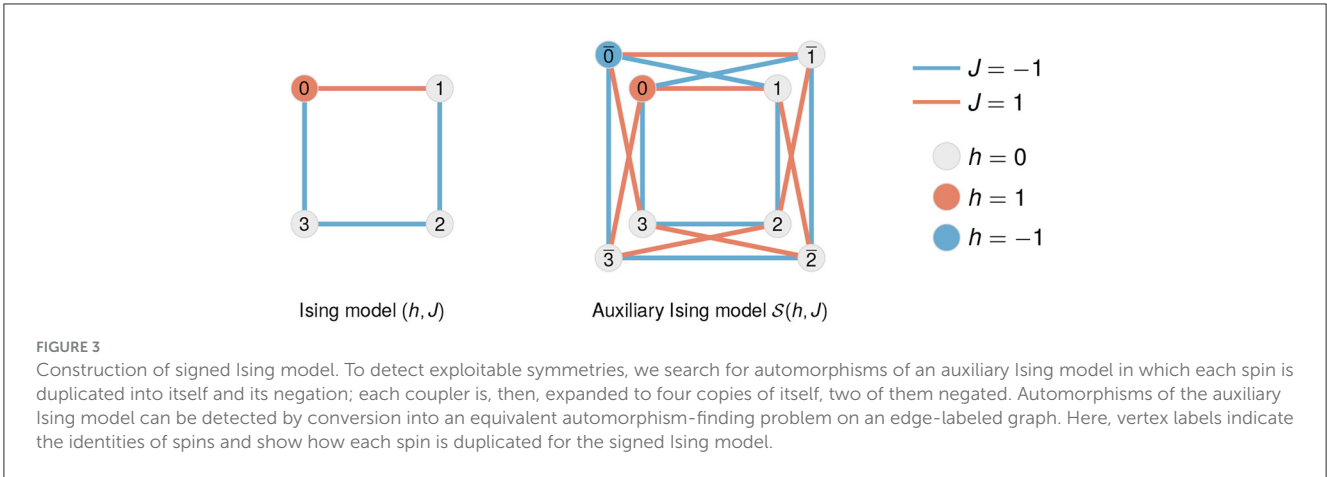 0 1
3 2
Ising model (h, J)
0̅ 1̅
0 1
3 2
3̅ 2̅
Auxiliary Ising model 𝒮(h, J)
J = −1
J = 1
h = 0
h = 1
h = −1
FIGURE 3
Construction of signed Ising model. To detect exploitable symmetries, we search for automorphisms of an auxiliary Ising model in which each spin is
duplicated into itself and its negation; each coupler is, then, expanded to four copies of itself, two of them negated. Automorphisms of the auxiliary
Ising model can be detected by conversion into an equivalent automorphism-finding problem on an edge-labeled graph. Here, vertex labels indicate
the identities of spins and show how each spin is duplicated for the signed Ising model.